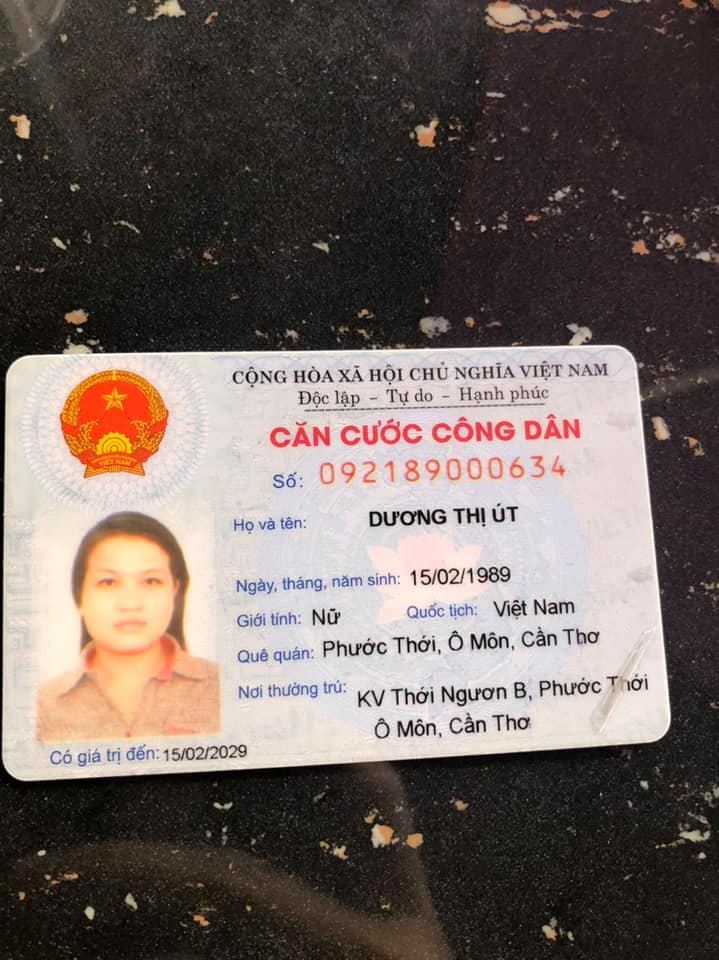 CỘNG HÒA XÃ HỘI CHỦ NGHĨA VIỆT NAM
Độc lập - Tự do - Hạnh phúc
CĂN CƯỚC CÔNG DÂN
Số: 092189000634
Họ và tên: DƯƠNG THỊ ÚT
Ngày, tháng, năm sinh: 15/02/1989
Giới tính: Nữ Quốc tịch: Việt Nam
Quê quán: Phước Thới, Ô Môn, Cần Thơ
Nơi thường trú: KV Thới Ngươn B, Phước Thới
Ô Môn, Cần Thơ
Có giá trị đến: 15/02/2029
VIỆT NAM